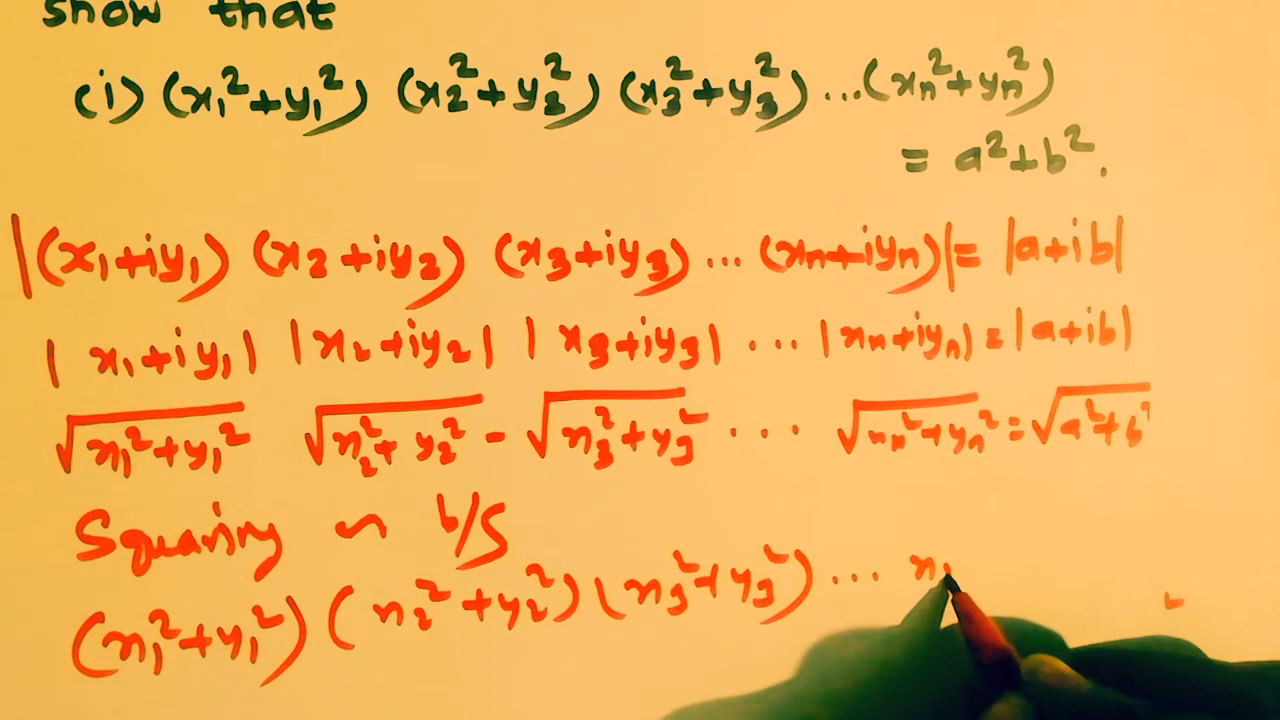 show that
(i) (x₁²+y₁²) (x₂²+y₂²) (x₃²+y₃²) ...(xₙ²+yₙ²)
= a²+b².
|(x₁+iy₁) (x₂+iy₂) (x₃+iy₃) ... (xₙ+iyₙ)| = |a+ib|
|x₁+iy₁| |x₂+iy₂| |x₃+iy₃| ... |xₙ+iyₙ| = |a+ib|
√x₁²+y₁² √x₂²+y₂² - √x₃²+y₃² ... √xₙ²+yₙ² = √a²+b²
Squaring on b/s
(x₁²+y₁²) (x₂²+y₂²) (x₃²+y₃²) ... x